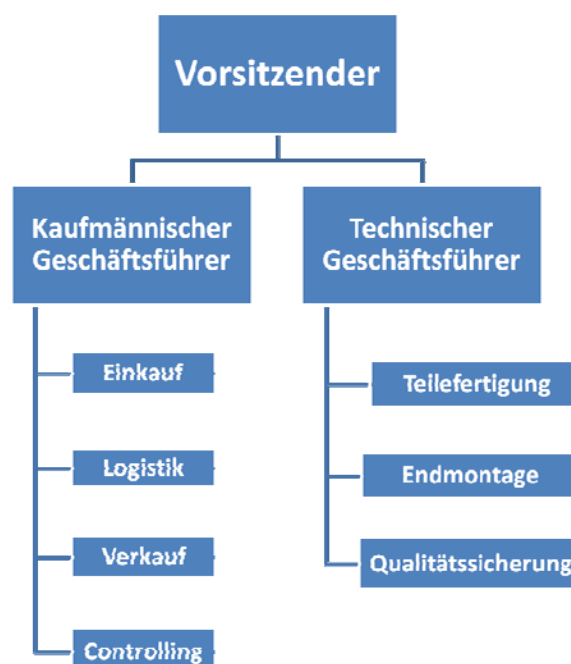 Vorsitzender
Kaufmännischer
Geschäftsführer
Einkauf
Logistik
Verkauf
Controlling
Technischer
Geschäftsführer
Teilefertigung
Endmontage
Qualitätssicherung